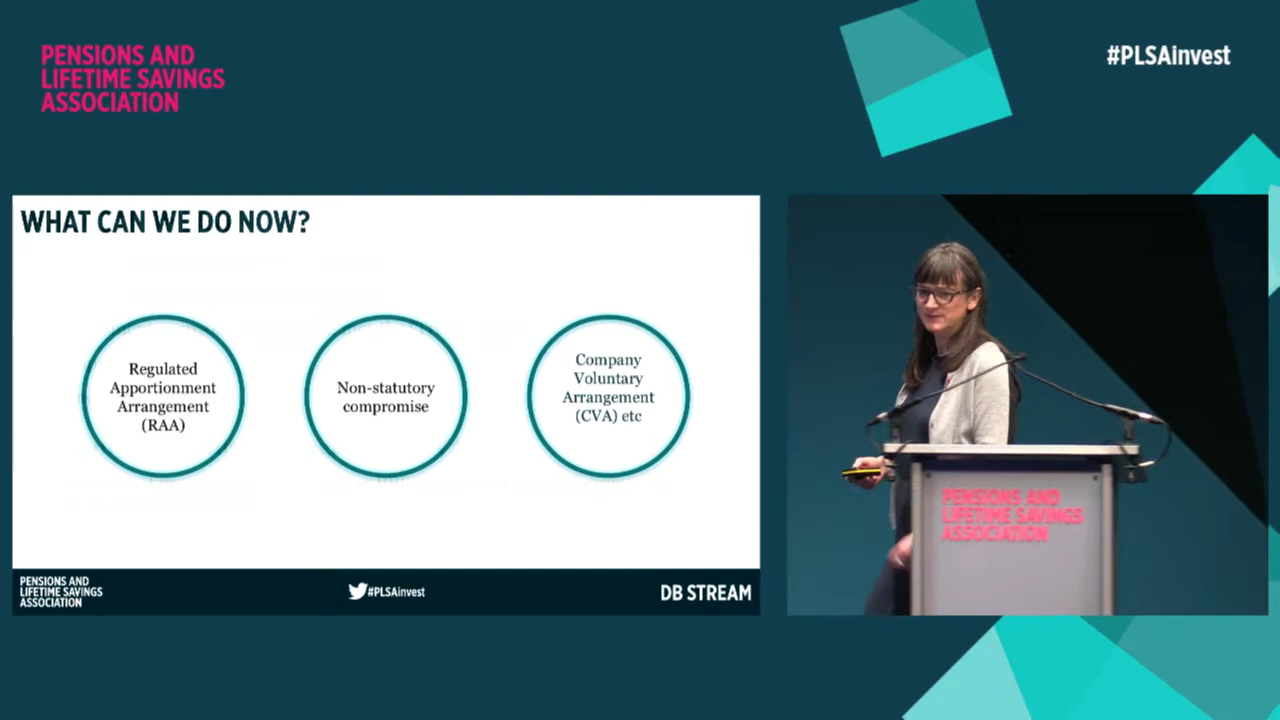 PENSIONS AND
LIFETIME SAVINGS
ASSOCIATION
#PLSAinvest
WHAT CAN WE DO NOW?
Regulated
Apportionment
Arrangement
(RAA)
Non-statutory
compromise
Company
Voluntary
Arrangement
(CVA) etc
PENSIONS AND
LIFETIME SAVINGS
ASSOCIATION
#PLSAinvest
DB STREAM
PENSIONS AND
LIFETIME SAVINGS
ASSOCIATION